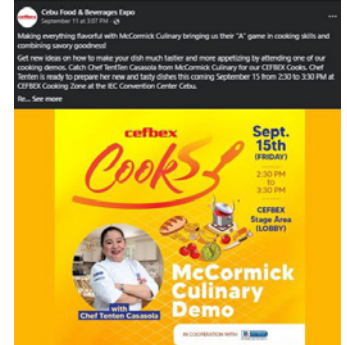 Cebu Food & Beverages Expo
September 11 at 3:07 PM ·
Making everything flavorful with McCormick Culinary bringing us their "A" game in cooking skills and
combining savory goodness!
Get new ideas on how to make your dish much tastier and more appetizing by attending one of our
cooking demos. Catch Chef TenTen Casasola from McCormick Culinary for our CEFBEX Cooks. Chef
Tenten is ready to prepare her new and tasty dishes this coming September 15 from 2:30 to 3:30 PM at
CEFBEX Cooking Zone at the IEC Convention Center Cebu.
Re... See more
cefbex
Cooks
Sept.
15th
(FRIDAY)
2:30 PM
to
3:30 PM
CEFBEX
Stage Area
(LOBBY)
McCormick
Culinary
Demo
with
Chef Tenten Casasola
IN COOPERATION WITH